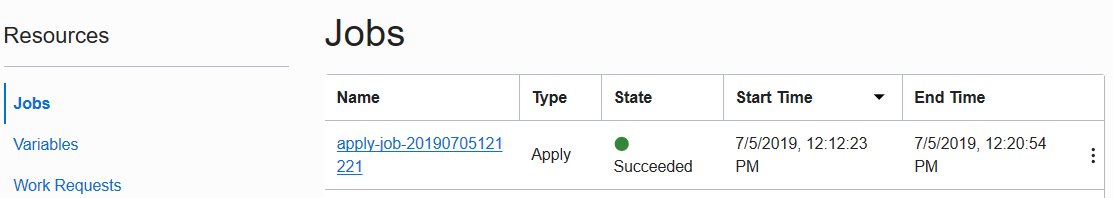 Resources
Jobs
Variables
Work Requests
Jobs
Name Type State Start Time End Time
apply-job-20190705121 Apply Succeeded 7/5/2019, 12:12:23 7/5/2019, 12:20:54
221 PM PM